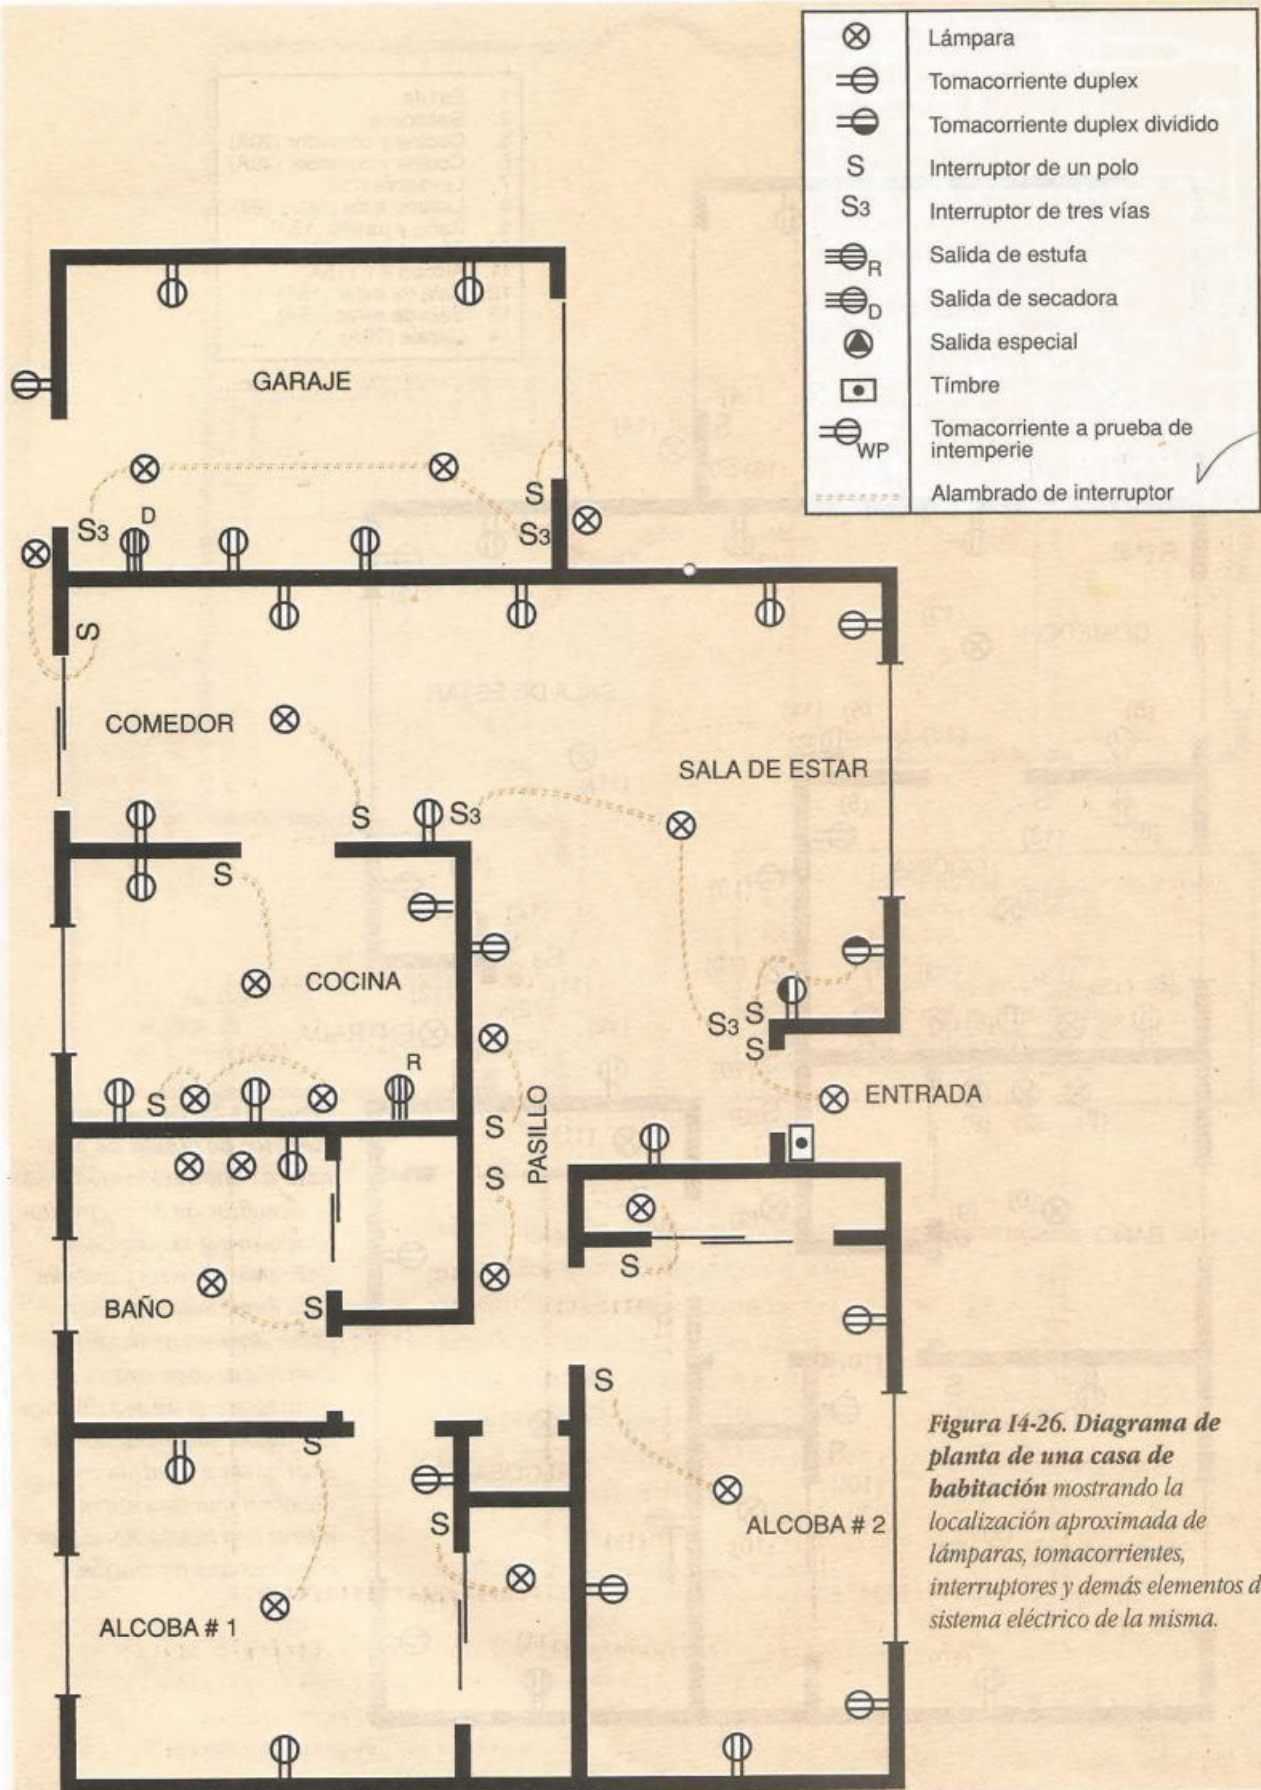 Lámpara
Tomacorriente duplex
Tomacorriente duplex dividido
S Interruptor de un polo
S3 Interruptor de tres vías
R Salida de estufa
D Salida de secadora
Salida especial
Tímbre
WP Tomacorriente a prueba de
intemperie
Alambrado de interruptor
GARAJE
S
S3 D S3
S
COMEDOR
SALA DE ESTAR
S S3
S
COCINA
S3 S
S
R
S
ENTRADA
PASILLO
S
S
S
BAÑO S
S
S
S
ALCOBA # 2
ALCOBA # 1
Figura I4-26. Diagrama de
planta de una casa de
habitación mostrando la
localización aproximada de
lámparas, tomacorrientes,
interruptores y demás elementos d
sistema eléctrico de la misma.